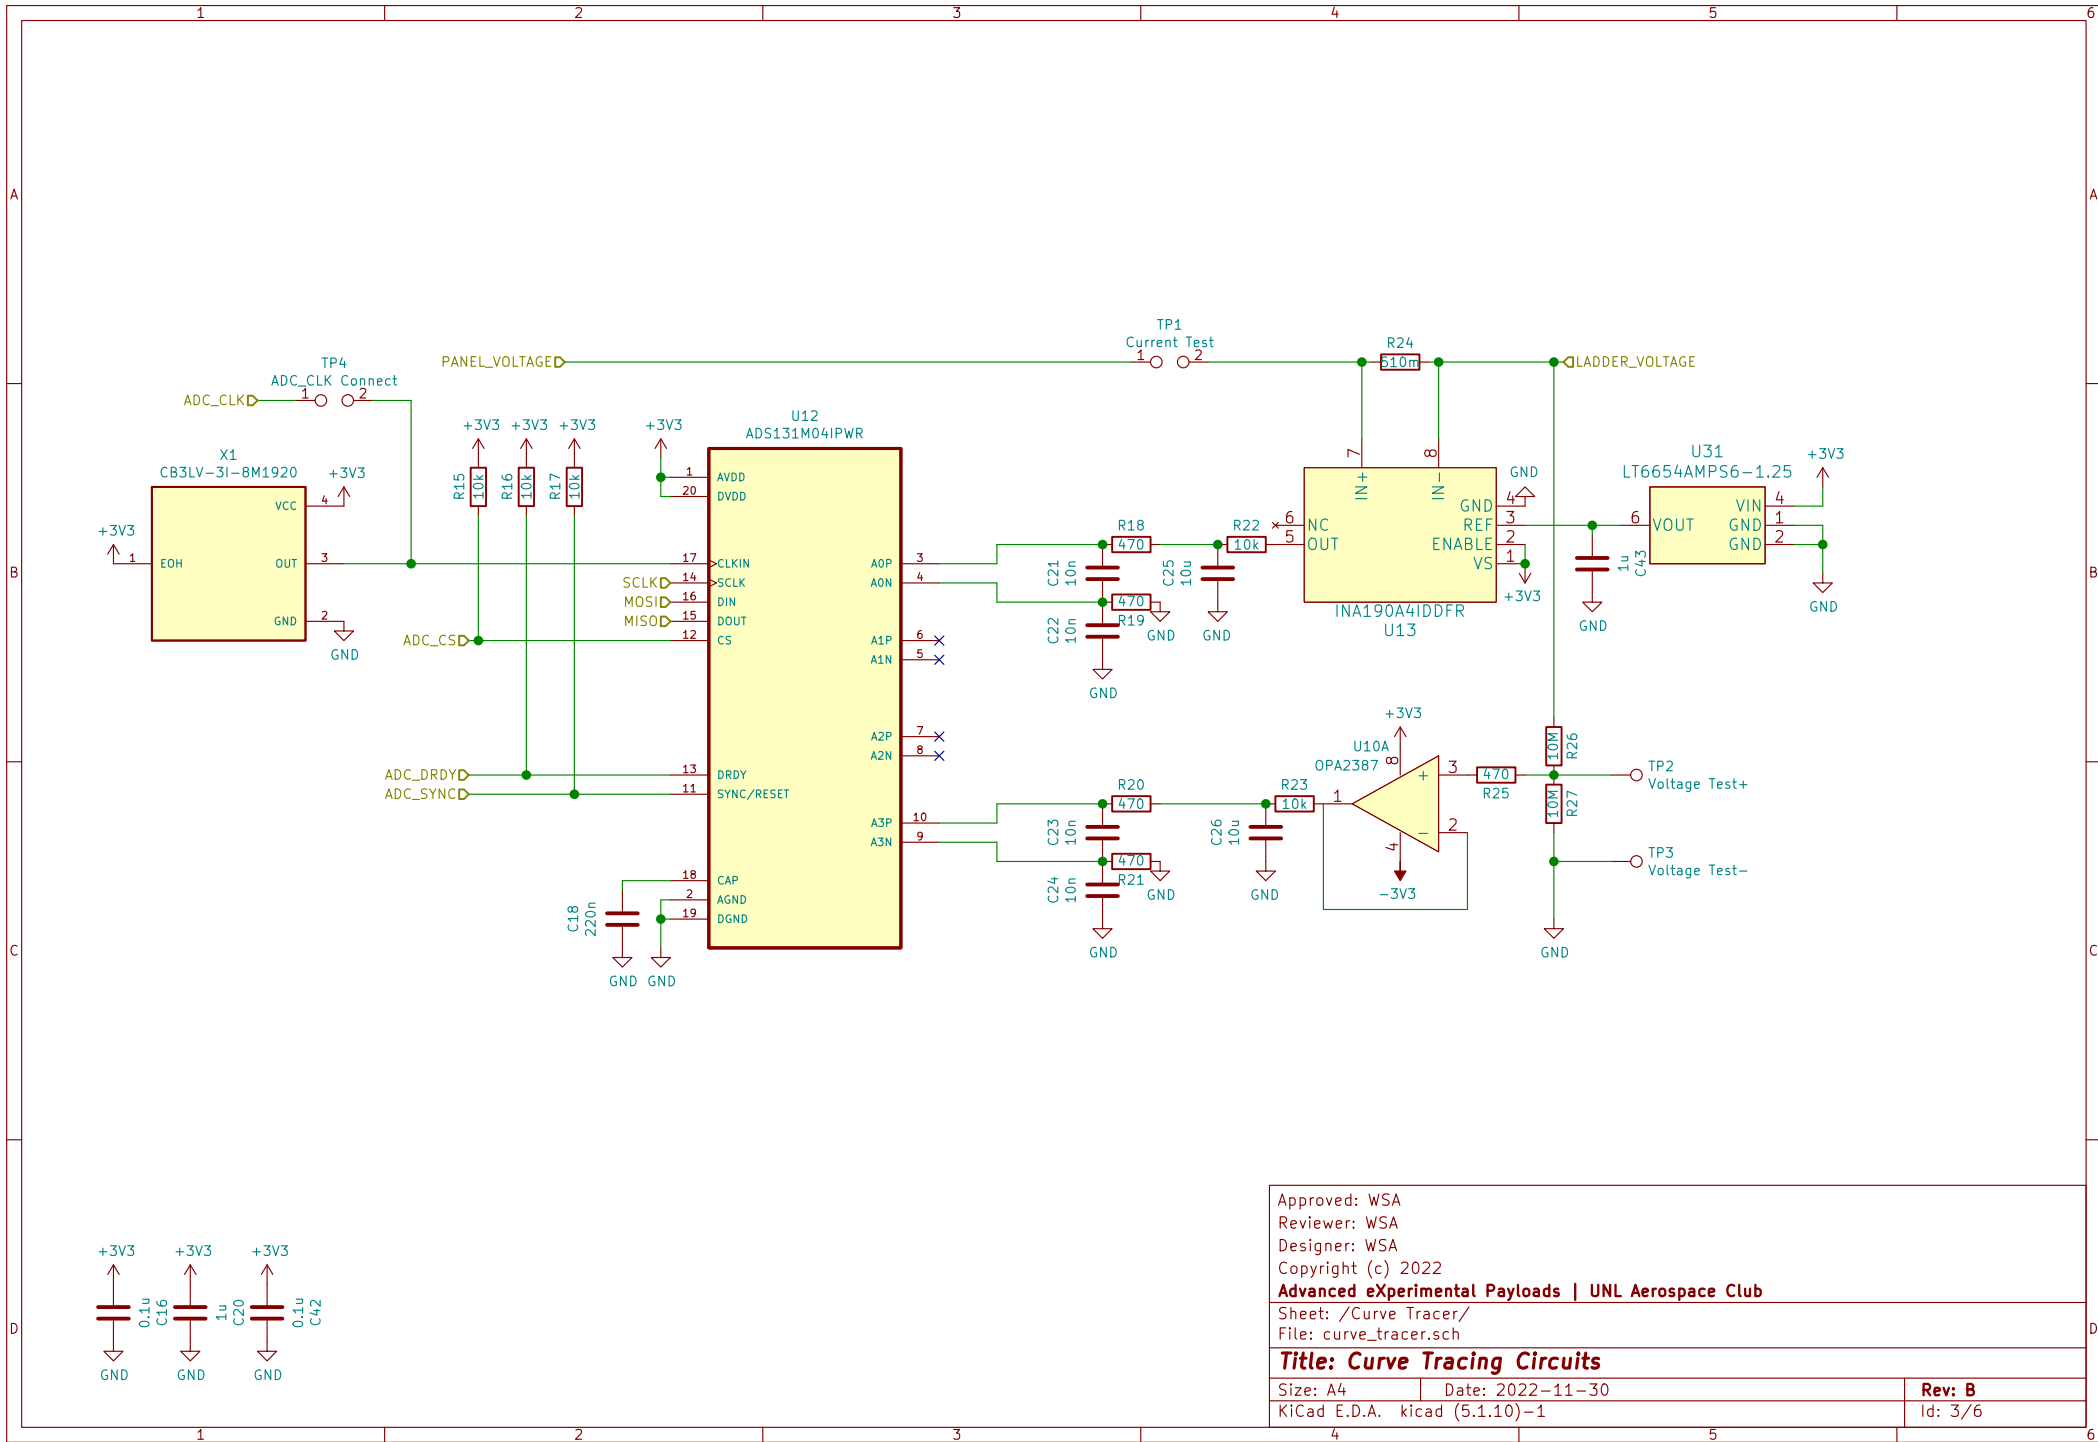 1 2 3 4 5 6
A A
B B
C C
D D
1 2 3 4 5 6
TP1
Current Test
1 2
PANEL_VOLTAGE
R24
510m
LADDER_VOLTAGE
TP4
ADC_CLK Connect
ADC_CLK
1 2
X1
CB3LV-3I-8M1920
+3V3
VCC 4
+3V3
1 EOH
OUT 3
GND 2
GND
+3V3 +3V3 +3V3
R15 10k
R16 10k
R17 10k
ADC_CS
ADC_DRDY
ADC_SYNC
+3V3
U12
ADS131M04IPWR
1 AVDD
20 DVDD
17 CLKIN
SCLK 14 SCLK
MOSI 16 DIN
MISO 15 DOUT
12 CS
13 DRDY
11 SYNC/RESET
18 CAP
2 AGND
19 DGND
A0P 3
A0N 4
A1P 6
A1N 5
A2P 7
A2N 8
A3P 10
A3N 9
C18
220n
GND GND
R18
470
C21
10n
470
R19
C22
10n
GND
GND
C25
10u
GND
R22
10k
7 8
IN+ IN-
6 NC
5 OUT
GND 4
REF 3
ENABLE 2
VS 1
GND
+3V3
INA190A4IDDFR
U13
1u
C43
GND
U31
LT6654AMPS6-1.25
6 VOUT
VIN 4
GND 1
GND 2
+3V3
GND
R20
470
C23
10n
470
R21
C24
10n
GND
GND
C26
10u
GND
R23
10k
+3V3
U10A
OPA2387
8
1
+ 3
- 2
4
-3V3
470
R25
10M
R26
10M
R27
TP2
Voltage Test+
TP3
Voltage Test-
GND
+3V3 +3V3 +3V3
0.1u
C16
1u
C20
0.1u
C42
GND GND GND
Approved: WSA
Reviewer: WSA
Designer: WSA
Copyright (c) 2022
Advanced eXperimental Payloads | UNL Aerospace Club
Sheet: /Curve Tracer/
File: curve_tracer.sch
Title: Curve Tracing Circuits
Size: A4 Date: 2022-11-30 Rev: B
KiCad E.D.A. kicad (5.1.10)-1 Id: 3/6